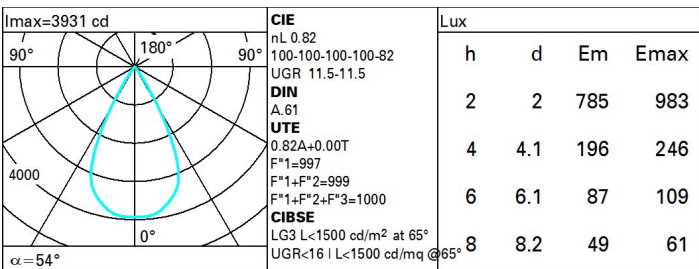 Imax=3931 cd
90°
180°
90°
4000
0°
α=54°
CIE
nL 0.82
100-100-100-100-82
UGR 11.5-11.5
DIN
A.61
UTE
0.82A+0.00T
F"1=997
F"1+F"2=999
F"1+F"2+F"3=1000
CIBSE
LG3 L<1500 cd/m² at 65°
UGR<16 | L<1500 cd/mq @65°
Lux
h d Em Emax
2 2 785 983
4 4.1 196 246
6 6.1 87 109
8 8.2 49 61